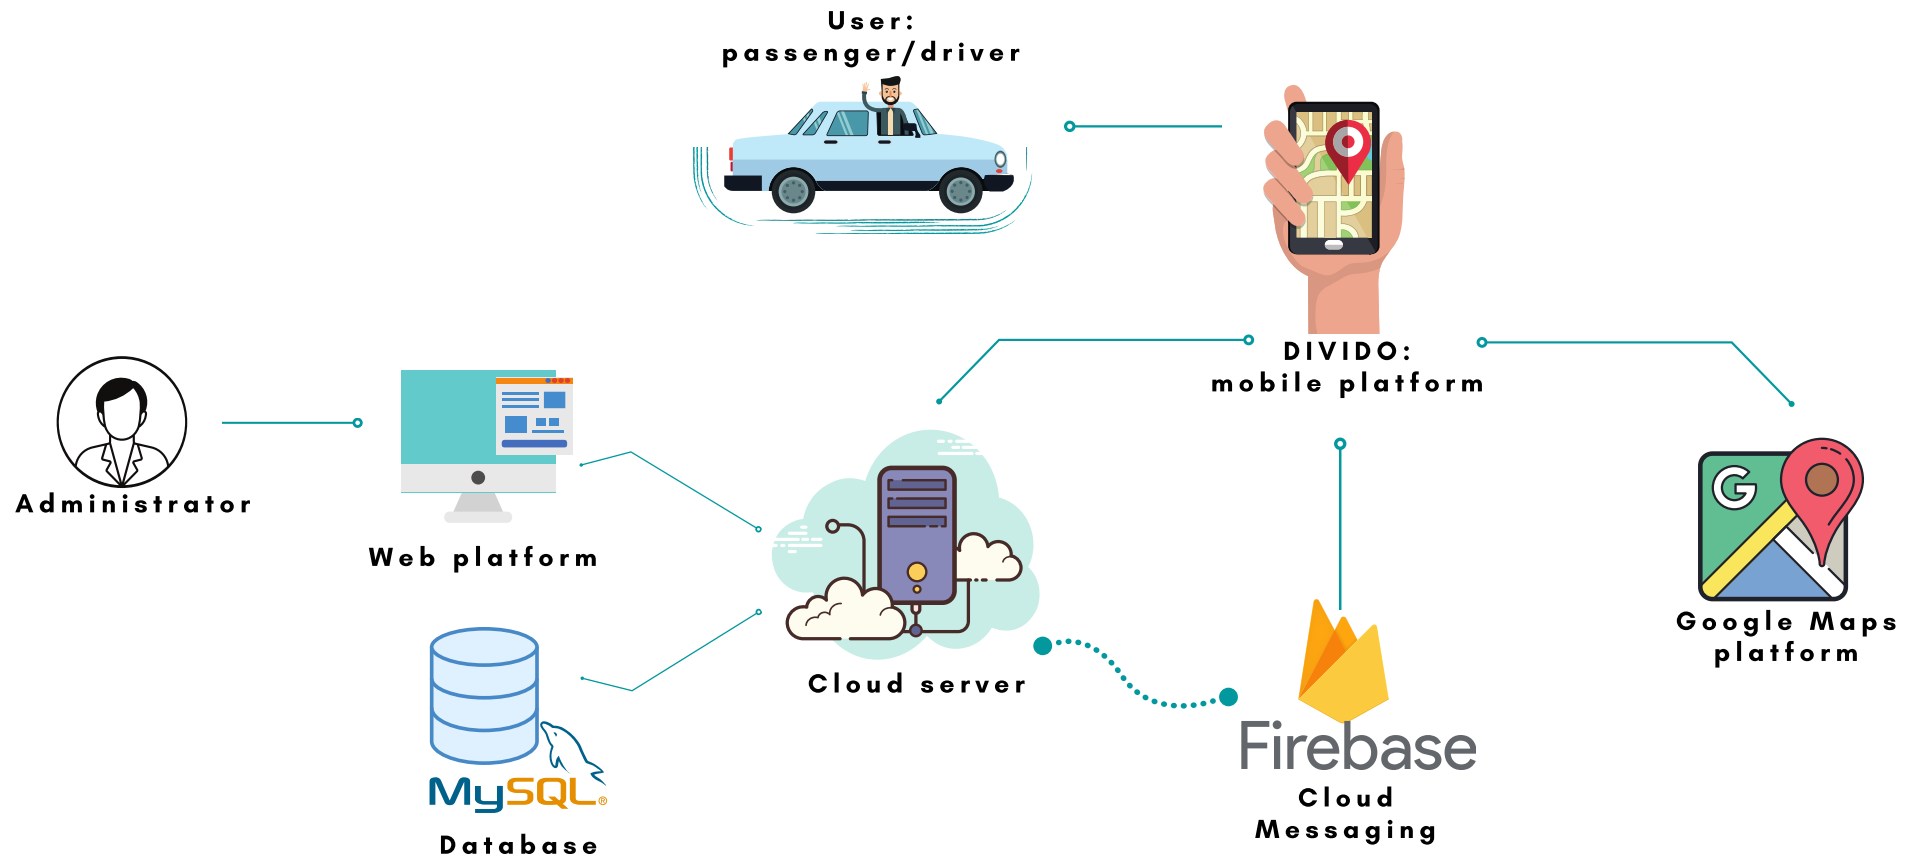 User:
passenger/driver
DIVIDO:
mobile platform
Administrator
Web platform
G
Google Maps
platform
Cloud server
Firebase
Cloud
Messaging
MySQL®
Database